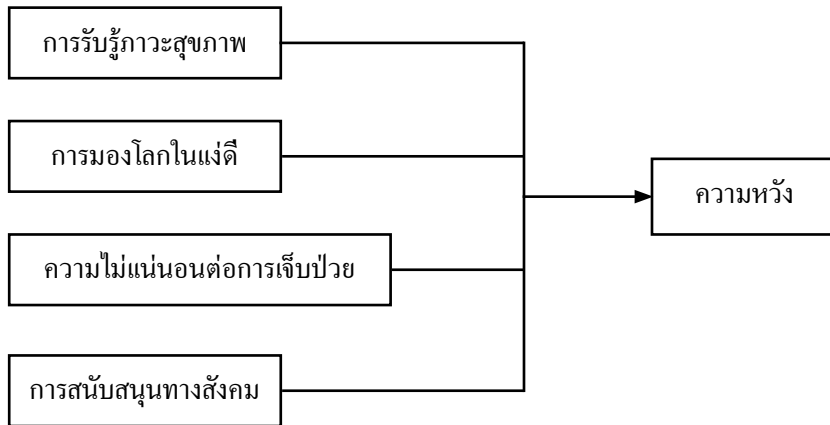 การรับรู้ภาวะสุขภาพ
การมองโลกในแง่ดี
ความหวัง
ความไม่แน่นอนต่อการเจ็บป่วย
การสนับสนุนทางสังคม